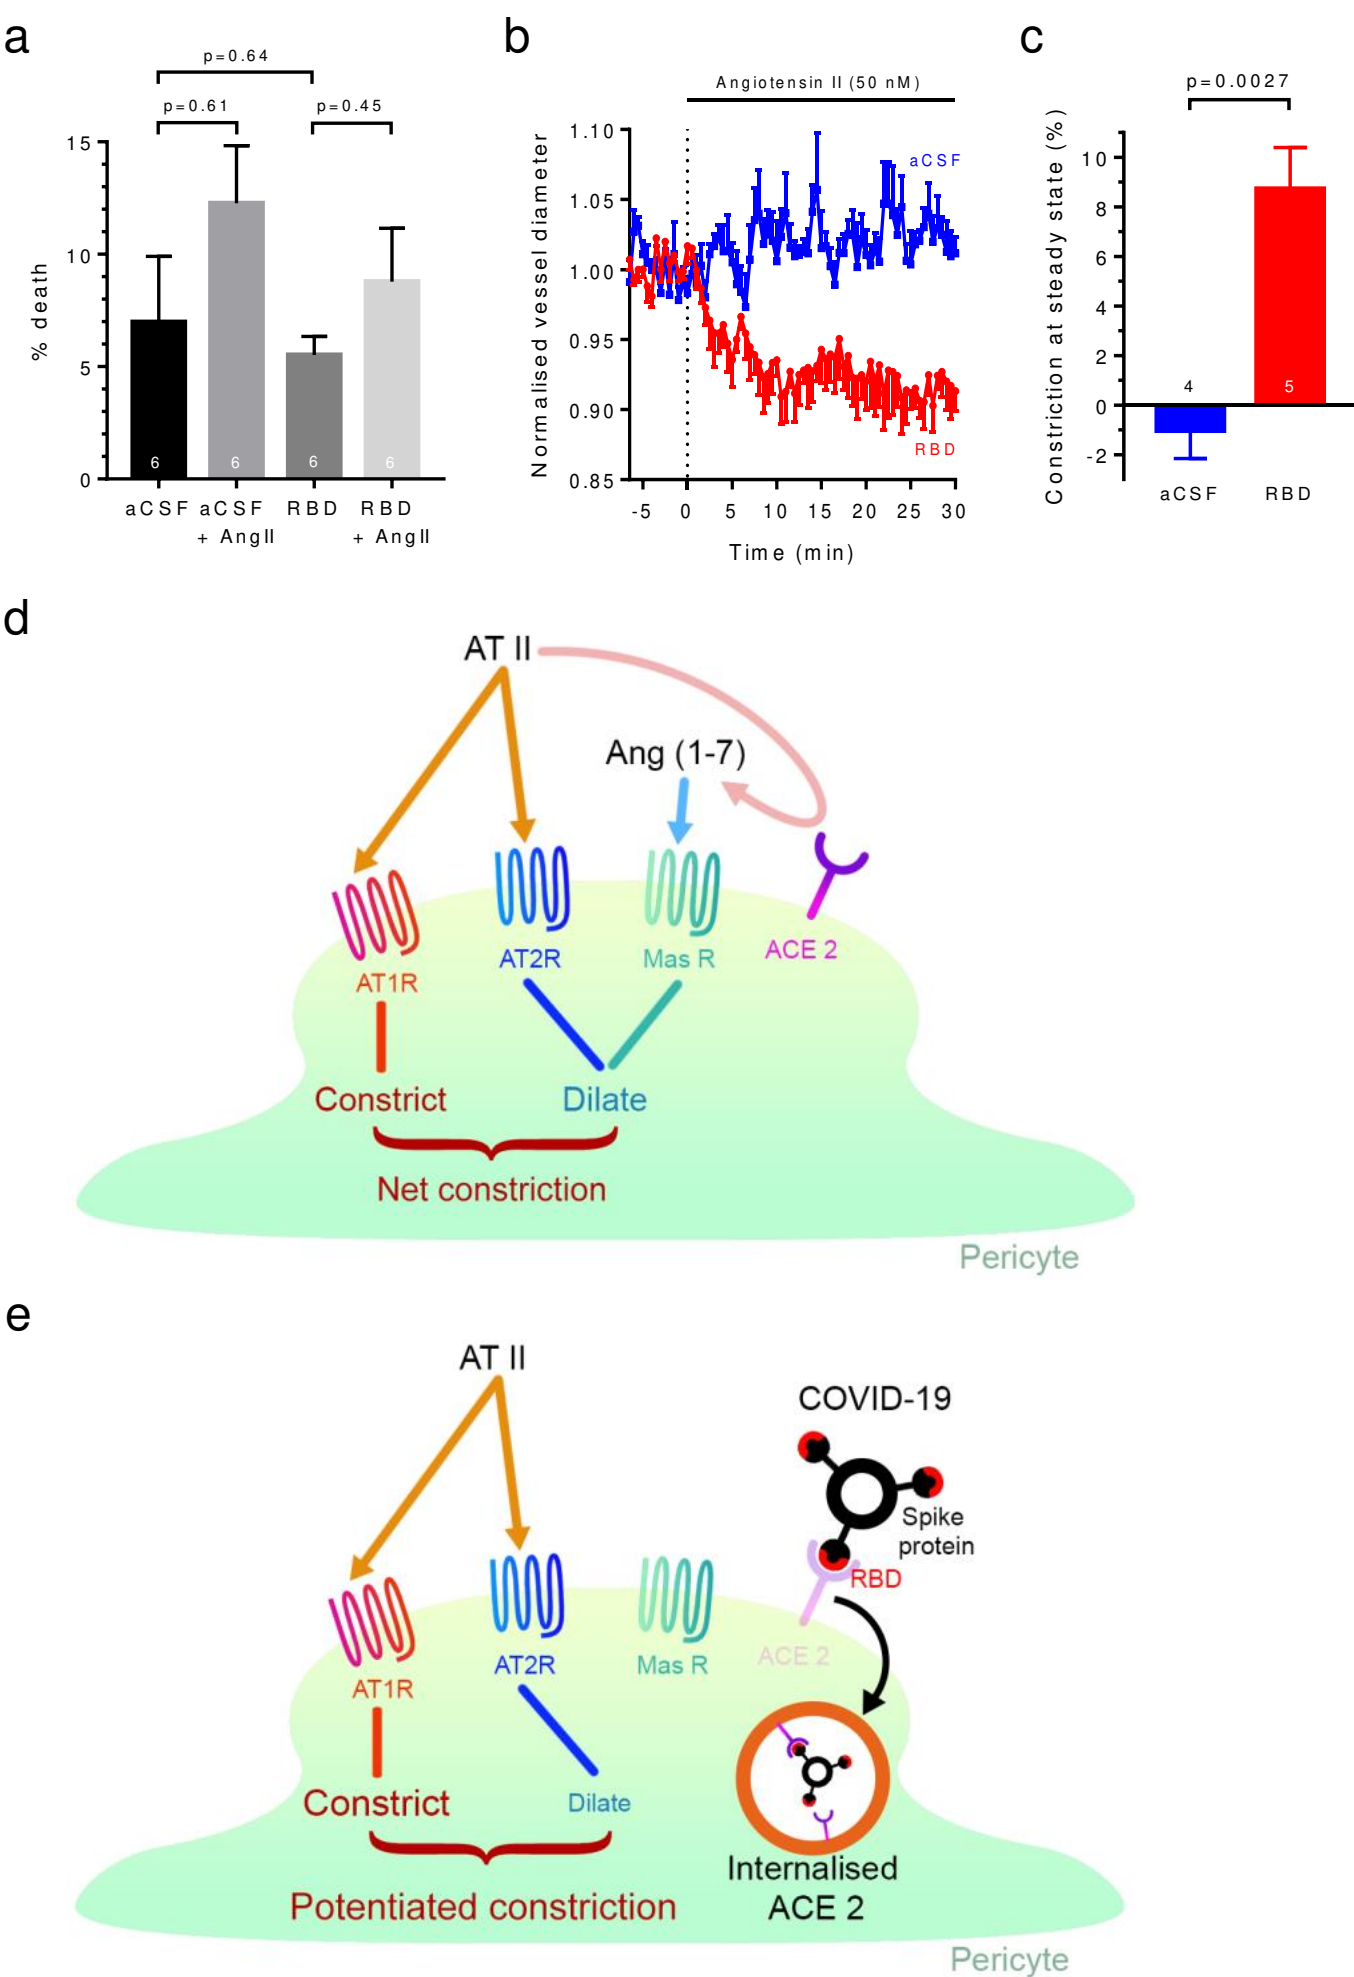 a
p=0.64
p=0.61
p=0.45
% death
15
10
5
0
6
6
6
6
aCSF
aCSF
+ AngII
RBD
RBD
+ AngII
b
Angiotensin II (50 nM)
Normalised vessel diameter
1.10
1.05
1.00
0.95
0.90
0.85
aCSF
RBD
-5
0
5
10
15
20
25
30
Time (min)
c
p=0.0027
Constriction at steady state (%)
10
8
6
4
2
0
-2
4
5
aCSF
RBD
d
AT II
Ang (1-7)
AT1R
AT2R
Mas R
ACE 2
Constrict
Dilate
Net constriction
Pericyte
e
AT II
COVID-19
Spike
protein
RBD
AT1R
AT2R
Mas R
ACE 2
Constrict
Dilate
Internalised
ACE 2
Potentiated constriction
Pericyte